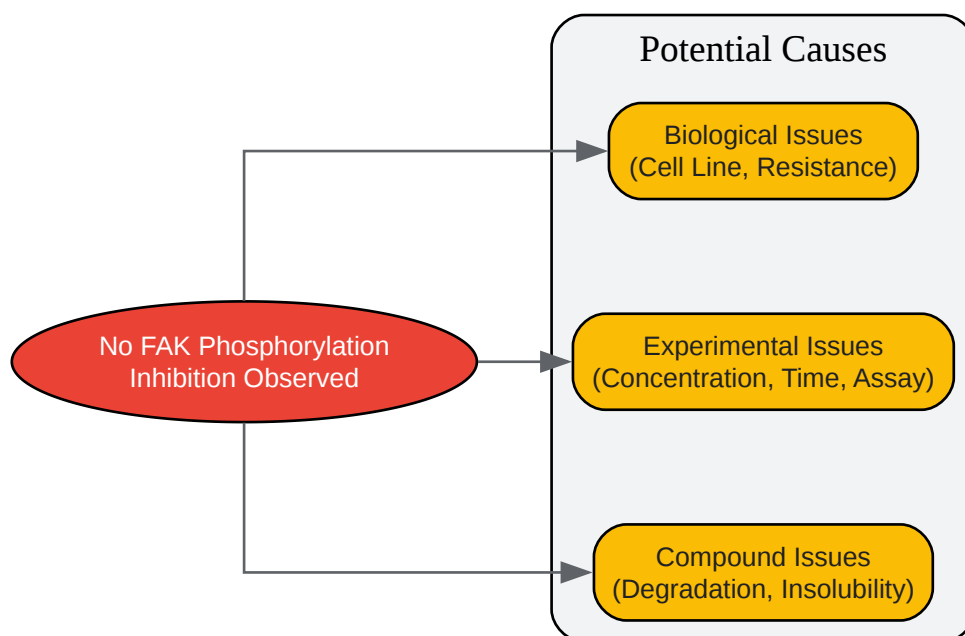 Potential Causes
Biological Issues
(Cell Line, Resistance)
No FAK Phosphorylation
Inhibition Observed
Experimental Issues
(Concentration, Time, Assay)
Compound Issues
(Degradation, Insolubility)